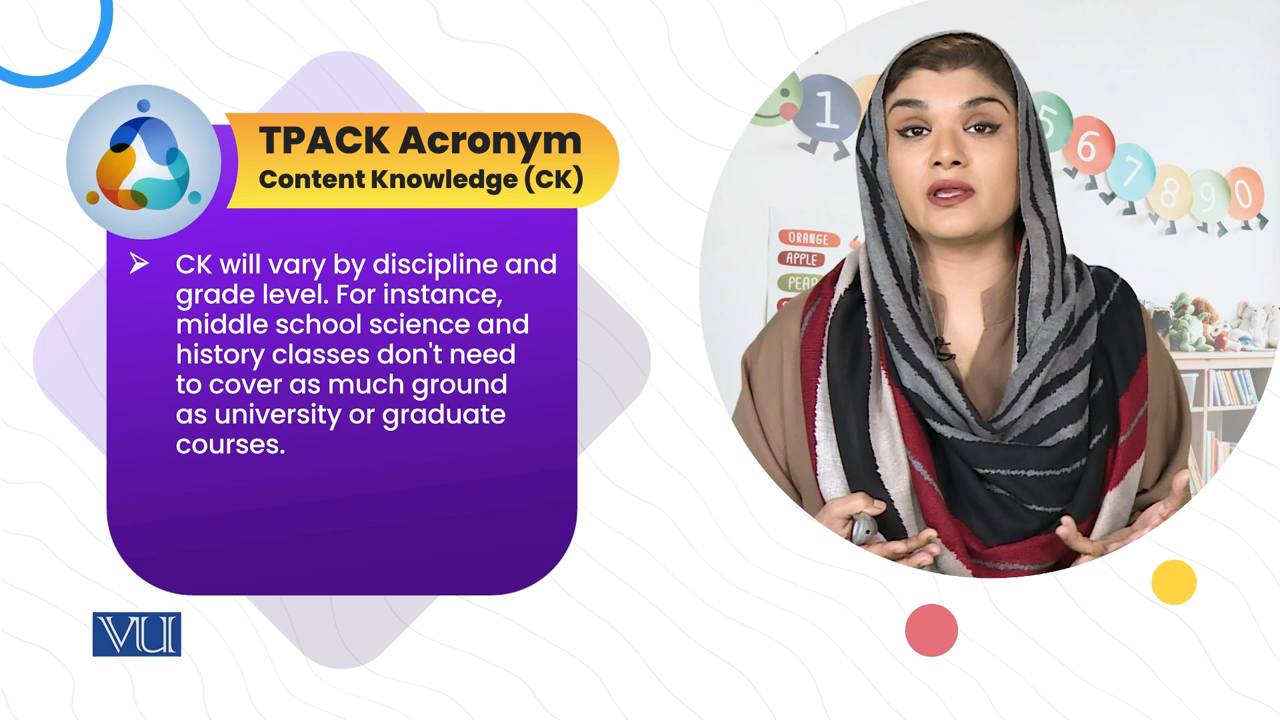 TPACK Acronym
Content Knowledge (CK)
➢ CK will vary by discipline and
grade level. For instance,
middle school science and
history classes don't need
to cover as much ground
as university or graduate
courses.
VU
1
5
6
7
8
9
0
ORANGE
APPLE